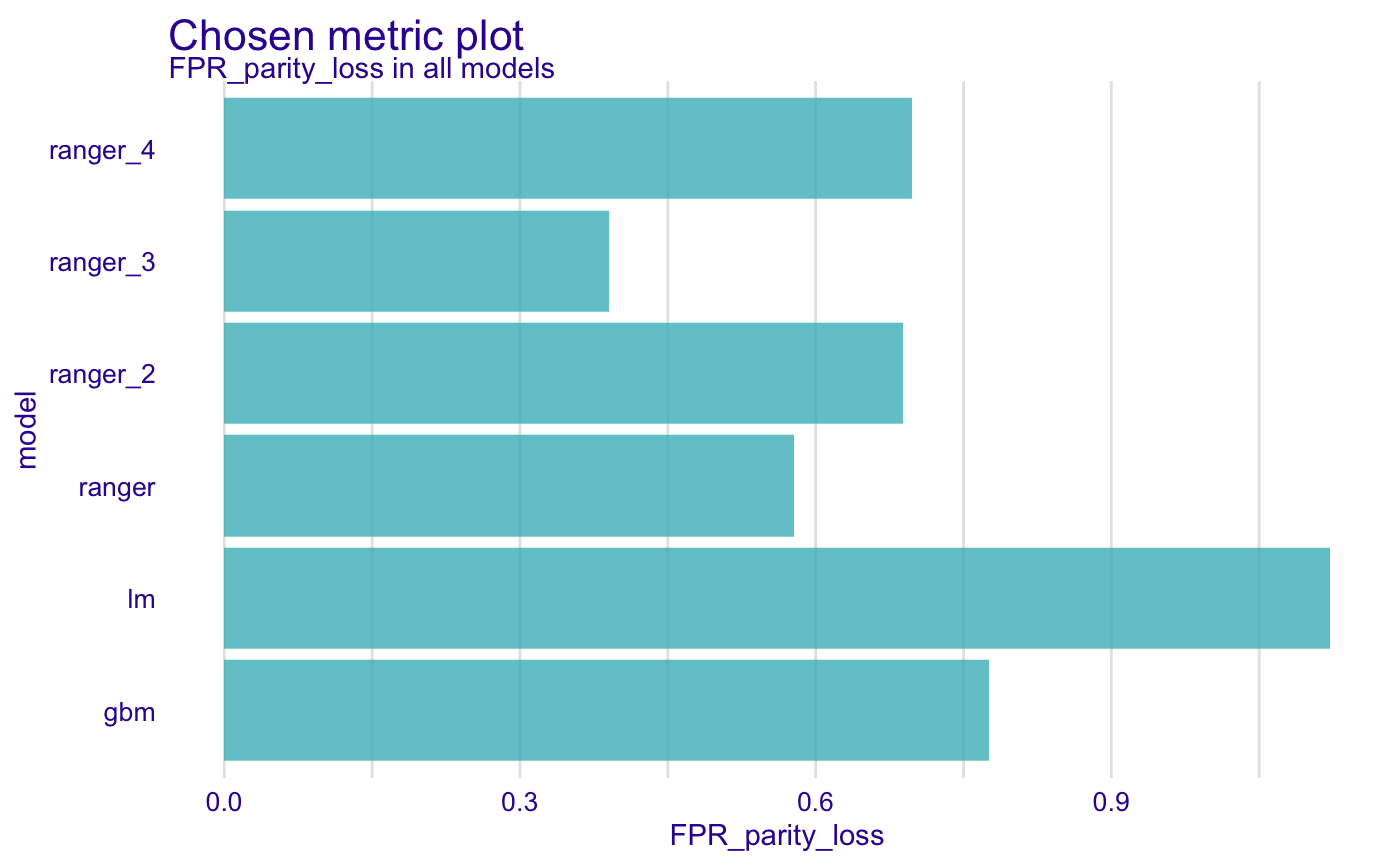 Chosen metric plot
FPR_parity_loss in all models
ranger_4
ranger_3
ranger_2
ranger
lm
gbm
model
0.0 0.3 0.6 0.9
FPR_parity_loss